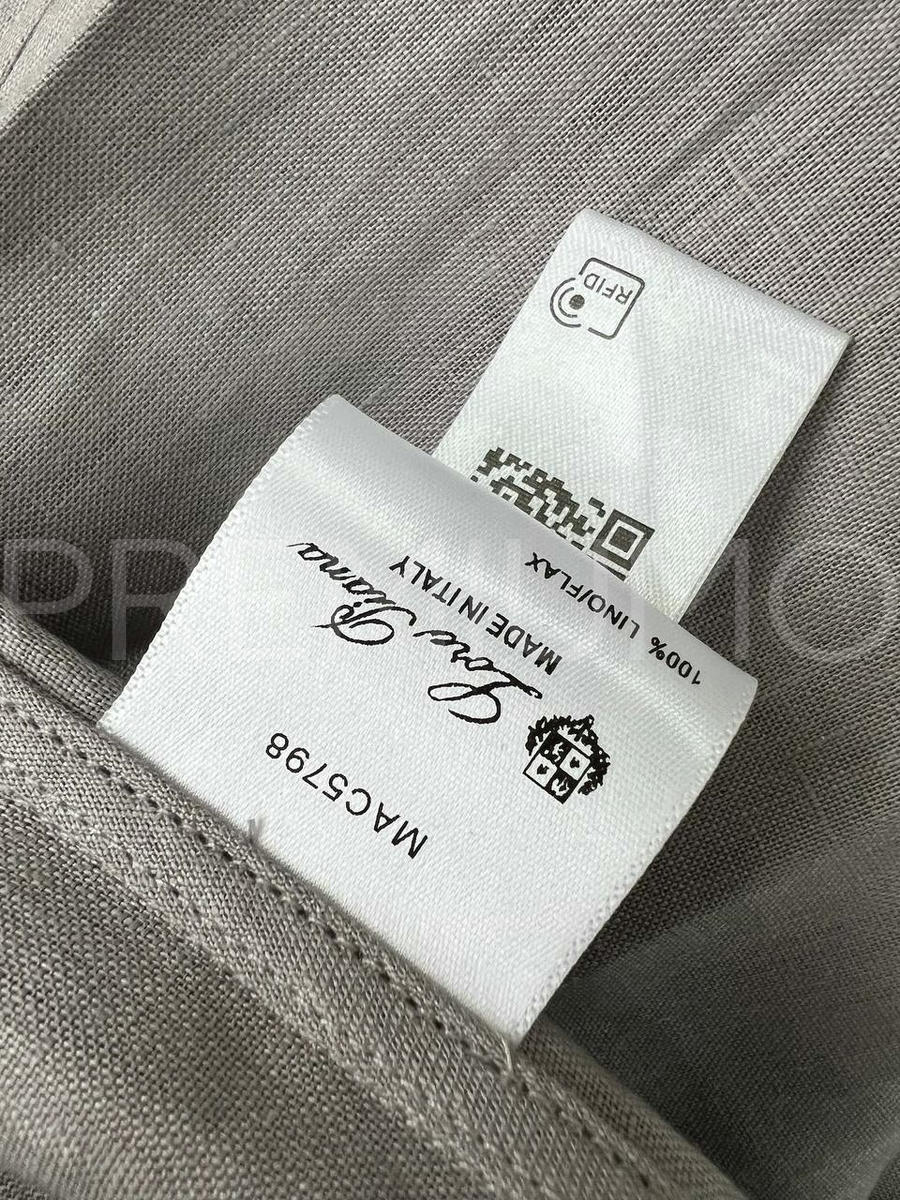 MAC5798
Loro Piana
MADE IN ITALY
100% LINO/FLAX
RFID